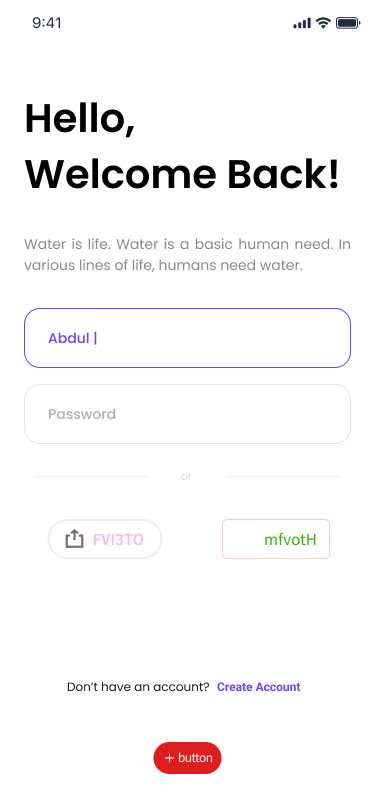 9:41
Hello,
Welcome Back!
Water is life. Water is a basic human need. In
various lines of life, humans need water.
Abdul |
Password
or
FVI3TO
mfvotH
Don't have an account? Create Account
+ button